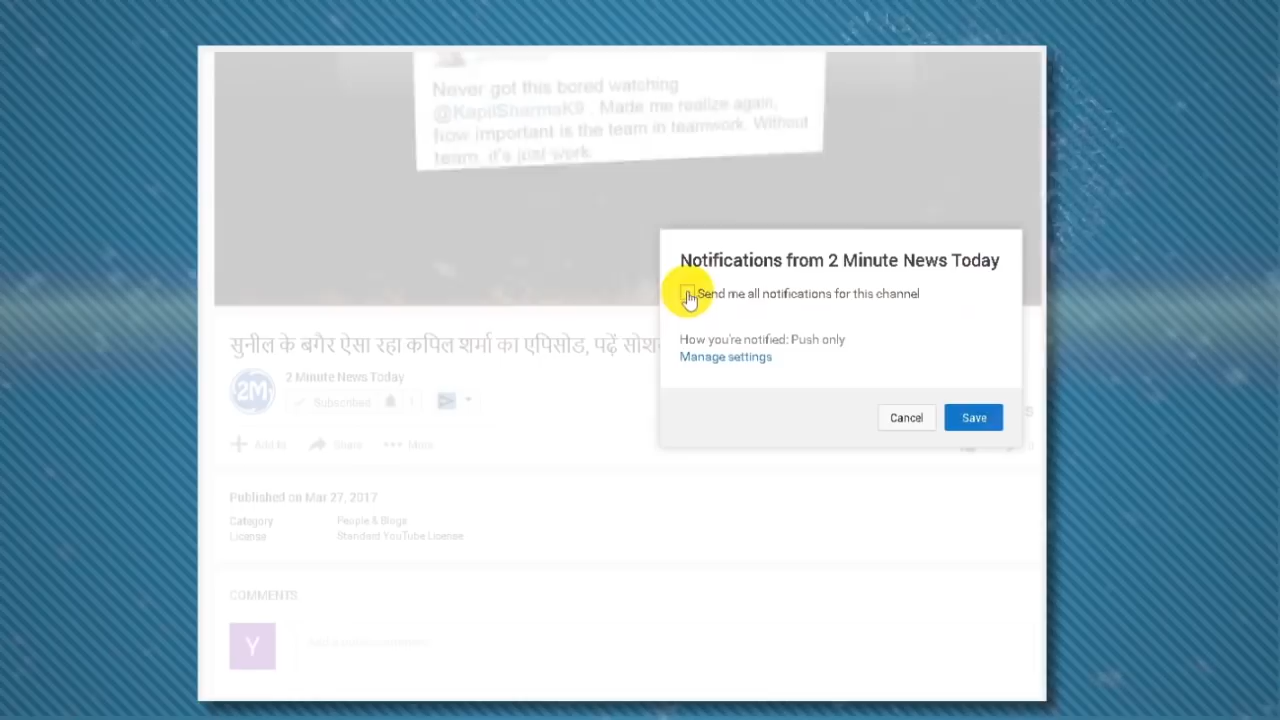 Never got this bored watching
@KapilSharmaK9 . Made me realize again,
how important is the team in teamwork. Without
team, it's just work.
Notifications from 2 Minute News Today
Send me all notifications for this channel
How you're notified: Push only
Manage settings
Cancel
Save
सुनील के बगैर ऐसा रहा कपिल शर्मा का एपिसोड, पढ़ें सोश
2M
2 Minute News Today
Subscribed 1
Add to Share More
Published on Mar 27, 2017
Category People & Blogs
License Standard YouTube License
COMMENTS
Y